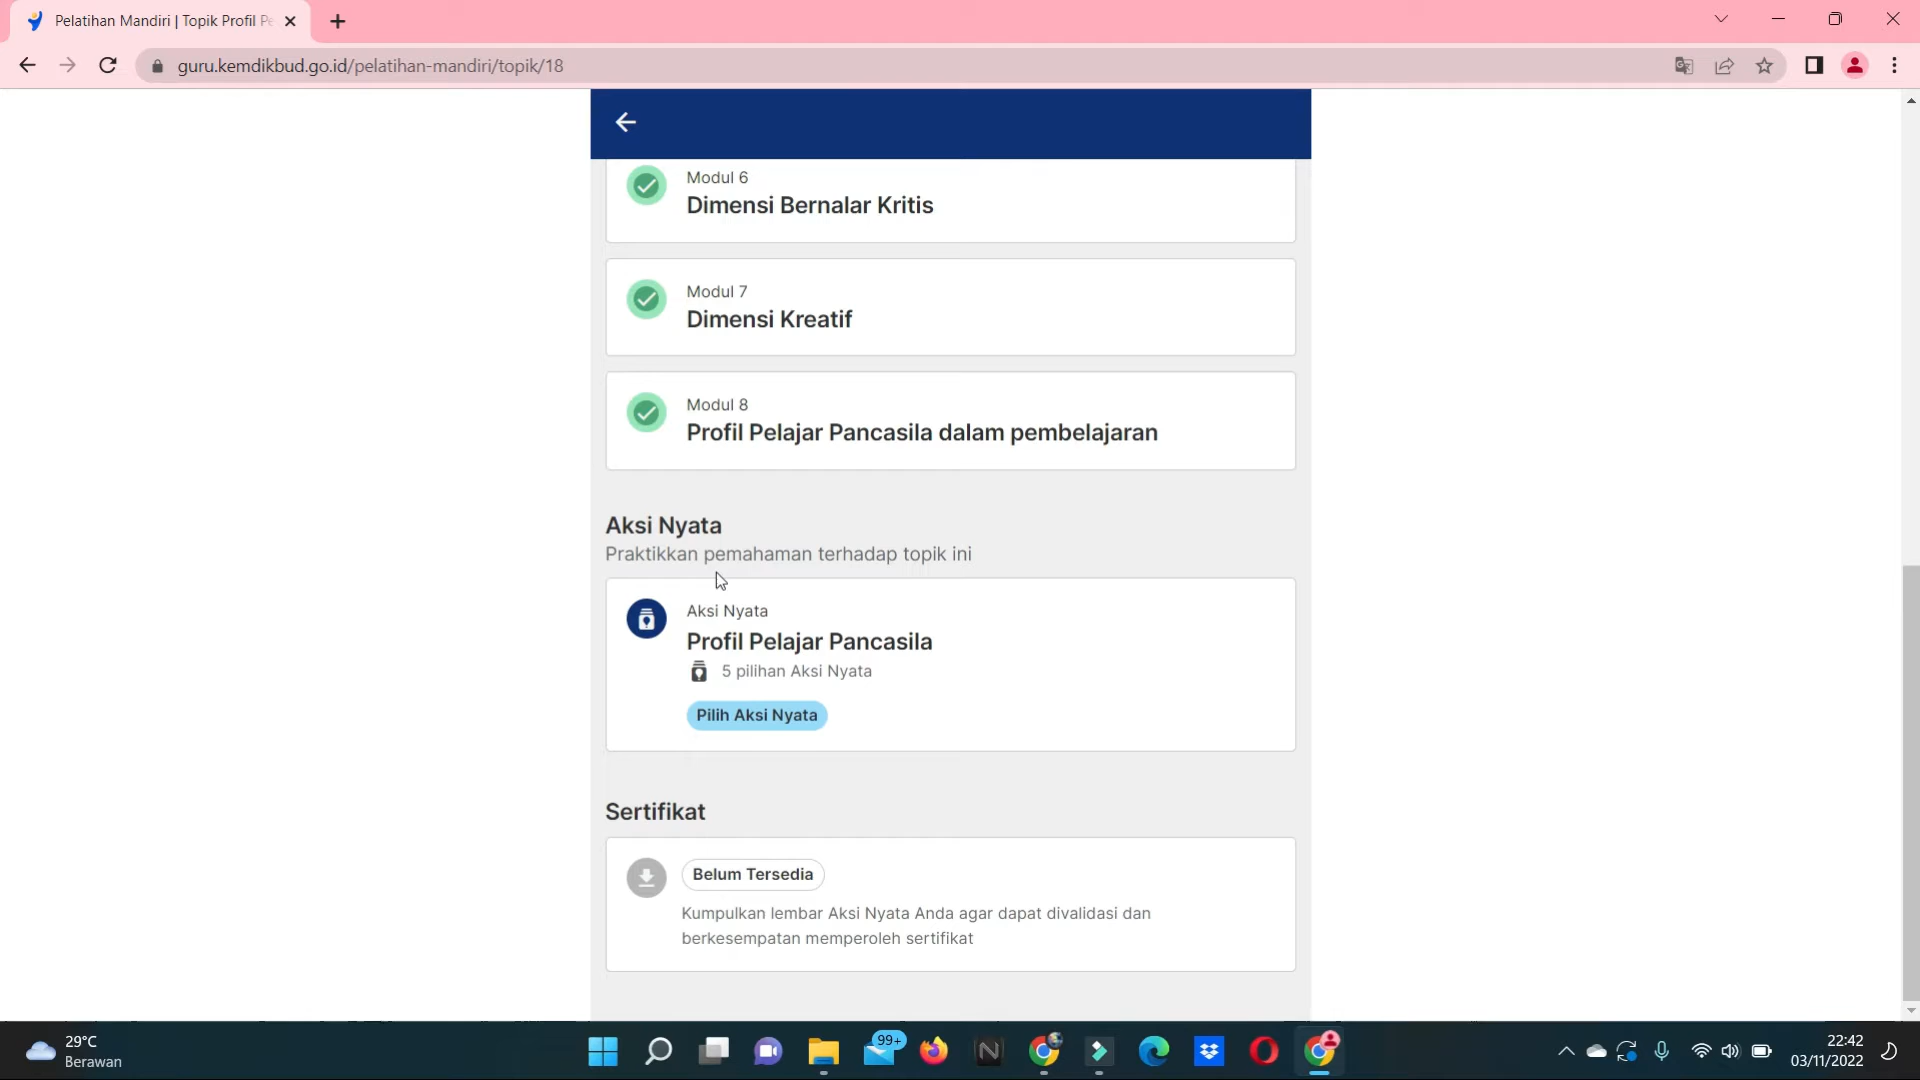 Pelatihan Mandiri | Topik Profil Pe
guru.kemdikbud.go.id/pelatihan-mandiri/topik/18
Modul 6
Dimensi Bernalar Kritis
Modul 7
Dimensi Kreatif
Modul 8
Profil Pelajar Pancasila dalam pembelajaran
Aksi Nyata
Praktikkan pemahaman terhadap topik ini
Aksi Nyata
Profil Pelajar Pancasila
5 pilihan Aksi Nyata
Pilih Aksi Nyata
Sertifikat
Belum Tersedia
Kumpulkan lembar Aksi Nyata Anda agar dapat divalidasi dan
berkesempatan memperoleh sertifikat
29°C
Berawan
99+
22:42
03/11/2022